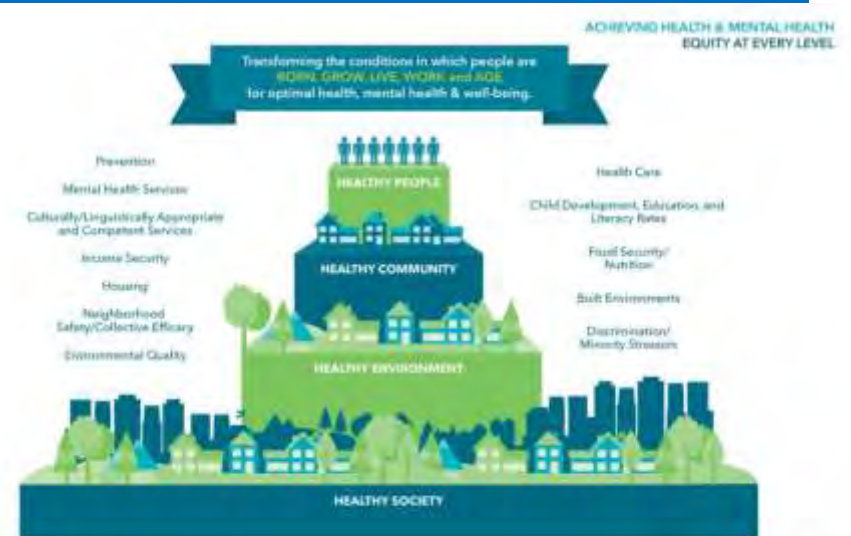 ACHIEVING HEALTH & MENTAL HEALTH
EQUITY AT EVERY LEVEL
Transforming the conditions in which people are
BORN, GROW, LIVE, WORK and AGE
for optimal health, mental health & well-being.
HEALTHY PEOPLE
HEALTHY COMMUNITY
HEALTHY ENVIRONMENT
HEALTHY SOCIETY
Prevention
Mental Health Services
Culturally/Linguistically Appropriate
and Competent Services
Income Security
Housing
Neighborhood
Safety/Collective Efficacy
Environmental Quality
Health Care
Child Development, Education, and
Literacy Rates
Food Security/
Nutrition
Built Environments
Discrimination/
Minority Stressors